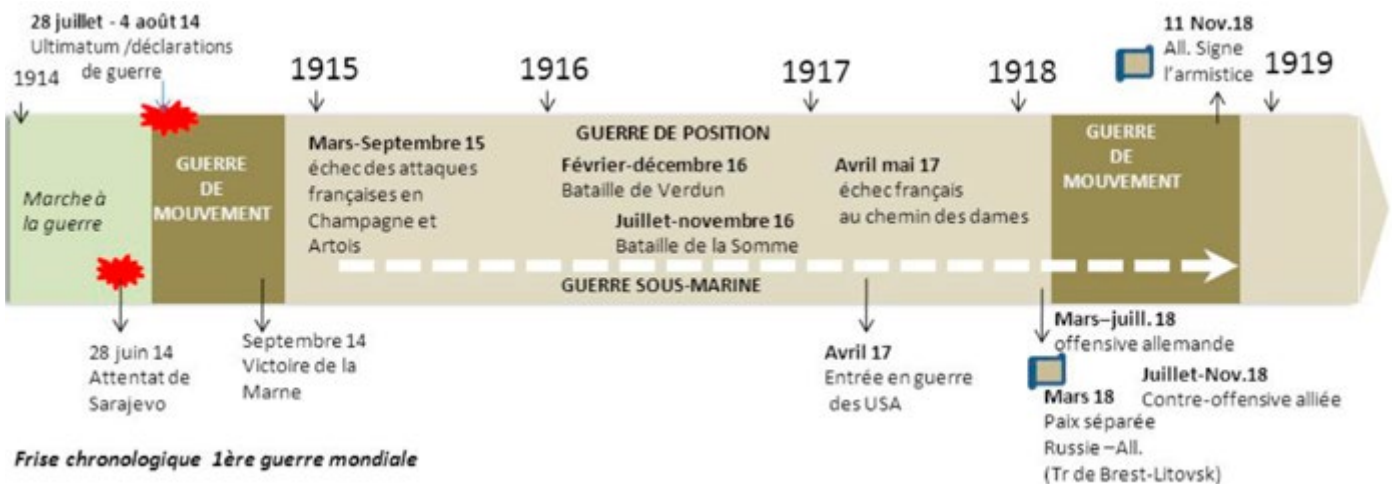 28 juillet - 4 août 14
Ultimatum /déclarations
de guerre
1914
1915
1916
1917
1918
11 Nov.18
All. Signe
l'armistice
1919
Marche à
la guerre
GUERRE
DE
MOUVEMENT
GUERRE DE POSITION
Mars-Septembre 15
échec des attaques
françaises en
Champagne et
Artois
Février-décembre 16
Bataille de Verdun
Juillet-novembre 16
Bataille de la Somme
Avril mai 17
échec français
au chemin des dames
GUERRE
DE
MOUVEMENT
GUERRE SOUS-MARINE
28 juin 14
Attentat de
Sarajevo
Septembre 14
Victoire de la
Marne
Avril 17
Entrée en guerre
des USA
Mars–juill. 18
offensive allemande
Juillet-Nov.18
Contre-offensive alliée
Mars 18
Paix séparée
Russie –All.
(Tr de Brest-Litovsk)
Frise chronologique 1ère guerre mondiale